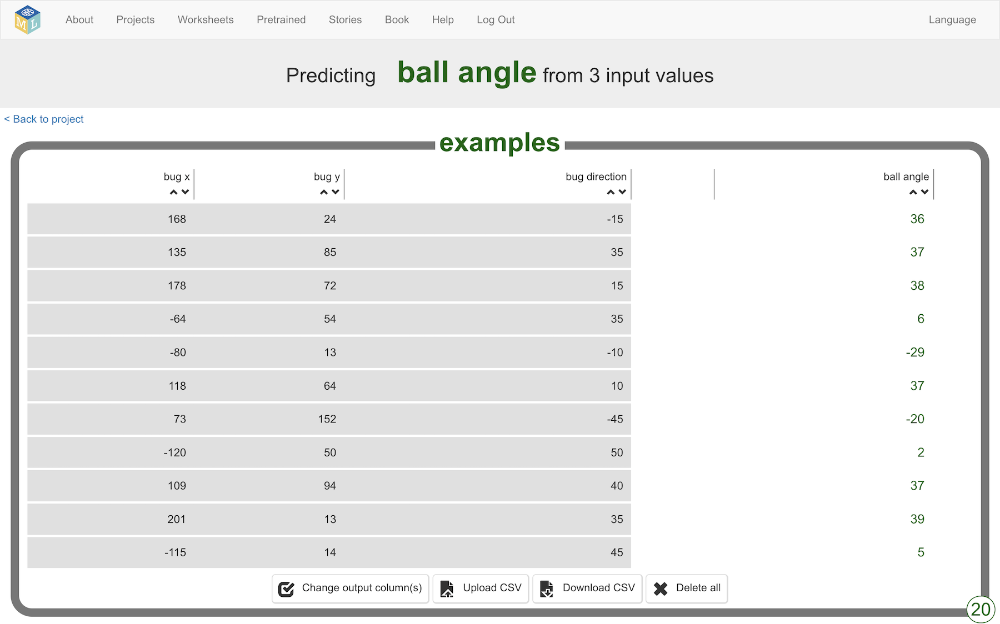 M L
About Projects Worksheets Pretrained Stories Book Help Log Out Language
Predicting ball angle from 3 input values
< Back to project
examples
bug x bug y bug direction ball angle
168 24 -15 36
135 85 35 37
178 72 15 38
-64 54 35 6
-80 13 -10 -29
118 64 10 37
73 152 -45 -20
-120 50 50 2
109 94 40 37
201 13 35 39
-115 14 45 5
Change output column(s) Upload CSV Download CSV Delete all
20